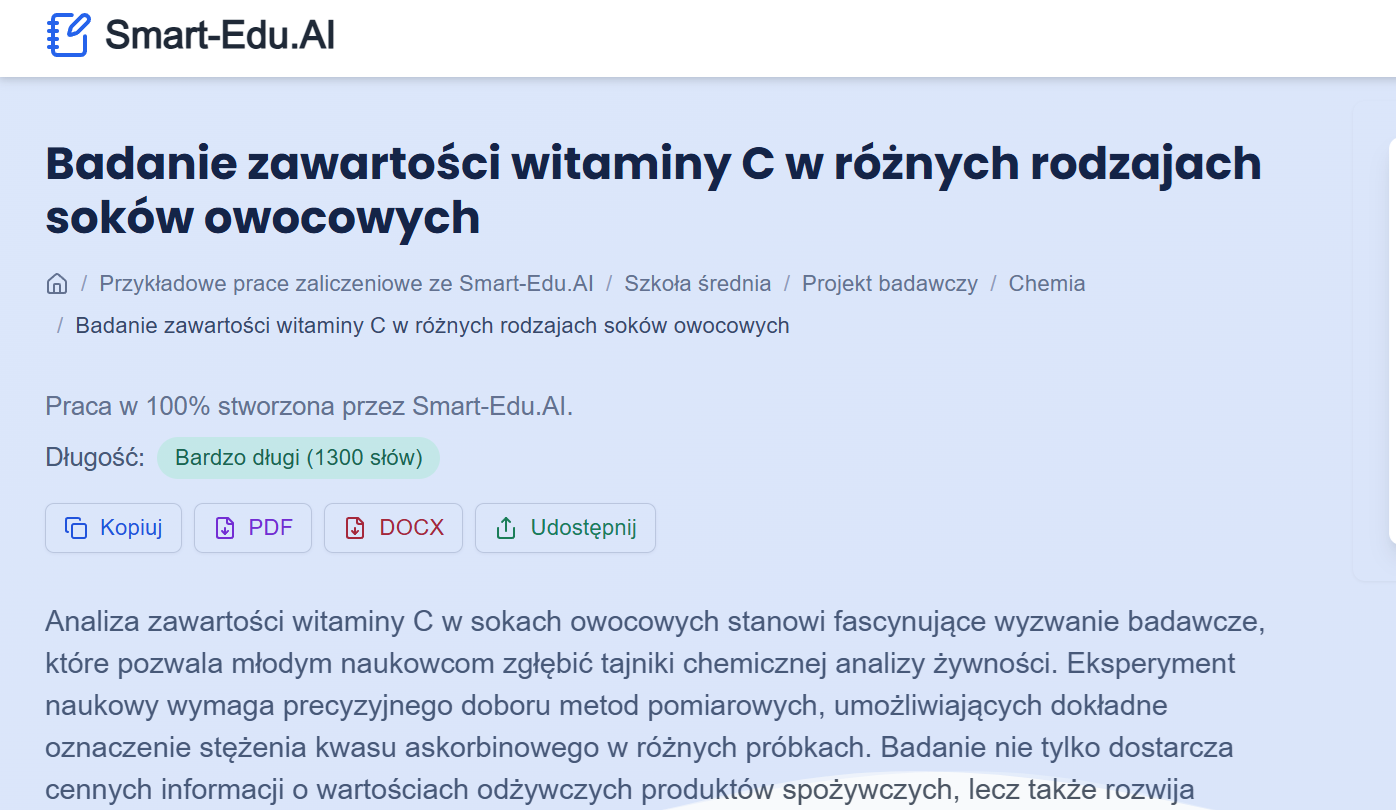 Smart-Edu.AI
Badanie zawartości witaminy C w różnych rodzajach
soków owocowych
/ Przykładowe prace zaliczeniowe ze Smart-Edu.AI / Szkoła średnia / Projekt badawczy / Chemia
/ Badanie zawartości witaminy C w różnych rodzajach soków owocowych
Praca w 100% stworzona przez Smart-Edu.AI.
Długość: Bardzo długi (1300 słów)
Kopiuj PDF DOCX Udostępnij
Analiza zawartości witaminy C w sokach owocowych stanowi fascynujące wyzwanie badawcze,
które pozwala młodym naukowcom zgłębić tajniki chemicznej analizy żywności. Eksperyment
naukowy wymaga precyzyjnego doboru metod pomiarowych, umożliwiających dokładne
oznaczenie stężenia kwasu askorbinowego w różnych próbkach. Badanie nie tylko dostarcza
cennych informacji o wartościach odżywczych produktów spożywczych, lecz także rozwija